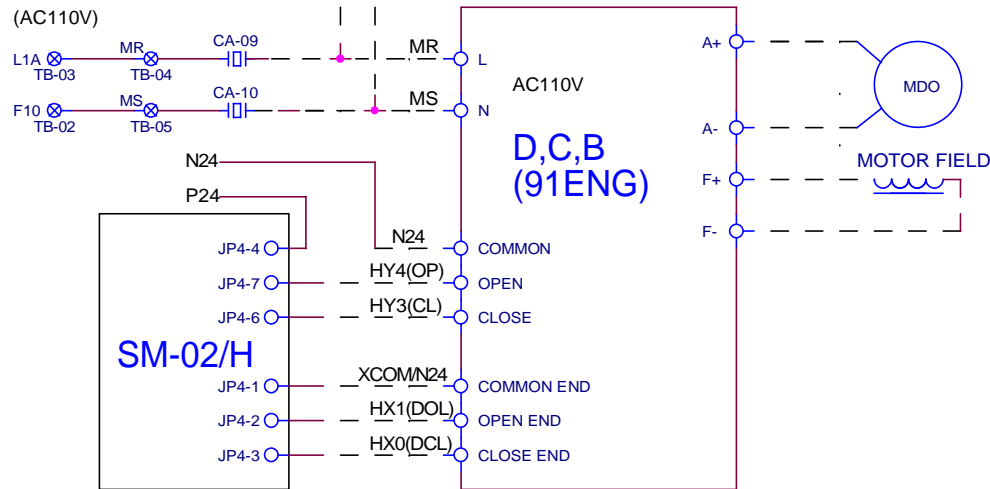 (AC110V)
L1A TB-03 MR TB-04 CA-09 MR L
F10 TB-02 MS TB-05 CA-10 MS N
AC110V
D,C,B
(91ENG)
A+
A-
F+
F-
MDO
MOTOR FIELD
N24
P24
SM-02/H
JP4-4 N24 COMMON
JP4-7 HY4(OP) OPEN
JP4-6 HY3(CL) CLOSE
JP4-1 XCOM/N24 COMMON END
JP4-2 HX1(DOL) OPEN END
JP4-3 HX0(DCL) CLOSE END